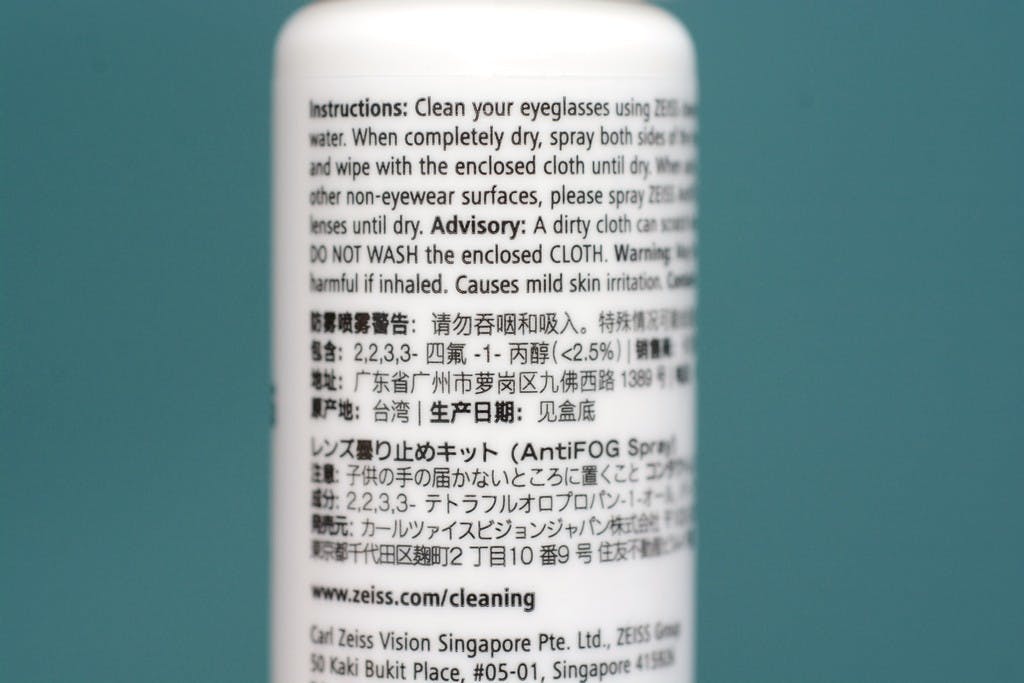 Instructions: Clean your eyeglasses using ZEISS
water. When completely dry, spray both sides of the
and wipe with the enclosed cloth until dry. When
other non-eyewear surfaces, please spray ZEISS
lenses until dry. Advisory: A dirty cloth can scratch
DO NOT WASH the enclosed CLOTH. Warning: May
harmful if inhaled. Causes mild skin irritation.
防雾喷雾警告：请勿吞咽和吸入。特殊情况可能
包含：2,2,3,3- 四氟 -1- 丙醇(<2.5%) | 销售商：
地址：广东省广州市萝岗区九佛西路 1389 号
原产地：台湾 | 生产日期：见盒底
レンズ曇り止めキット (AntiFOG Spray)
注意: 子供の手の届かないところに置くこと
成分: 2,2,3,3- テトラフルオロプロパン-1-オール
発売元: カールツァイスビジョンジャパン株式会社
東京都千代田区麹町2 丁目10 番9 号 住友不動産
www.zeiss.com/cleaning
Carl Zeiss Vision Singapore Pte. Ltd., ZEISS Group
50 Kaki Bukit Place, #05-01, Singapore